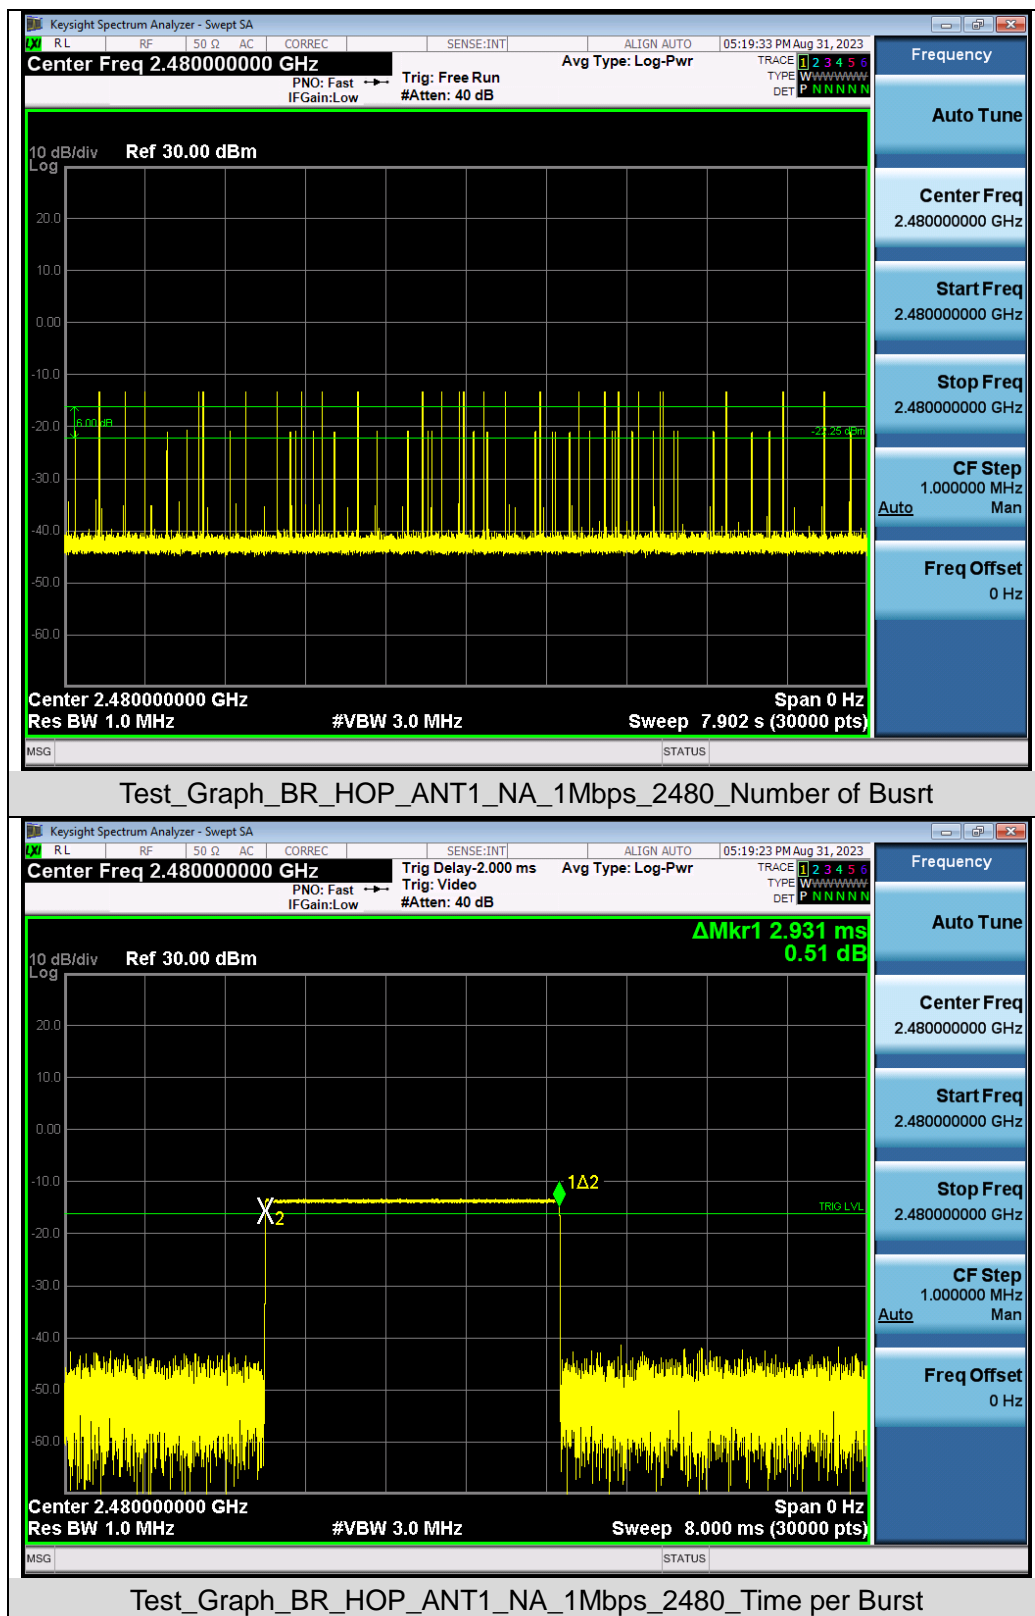 Keysight Spectrum Analyzer - Swept SA
LXI RL RF 50 Ω AC CORREC SENSE:INT ALIGN AUTO 05:19:33 PM Aug 31, 2023
Center Freq 2.480000000 GHz
PNO: Fast
IFGain:Low
Trig: Free Run
#Atten: 40 dB
Avg Type: Log-Pwr
TRACE 1 2 3 4 5 6
TYPE WWWWWW
DET P N N N N N
10 dB/div Ref 30.00 dBm
Log
20.0
10.0
0.00
-10.0
-20.0
-30.0
-40.0
-50.0
-60.0
6.00 dB
-22.25 dBm
Center 2.480000000 GHz Span 0 Hz
Res BW 1.0 MHz #VBW 3.0 MHz Sweep 7.902 s (30000 pts)
MSG STATUS
Frequency
Auto Tune
Center Freq
2.480000000 GHz
Start Freq
2.480000000 GHz
Stop Freq
2.480000000 GHz
CF Step
1.000000 MHz
Auto Man
Freq Offset
0 Hz
Test_Graph_BR_HOP_ANT1_NA_1Mbps_2480_Number of Busrt
Keysight Spectrum Analyzer - Swept SA
LXI RL RF 50 Ω AC CORREC SENSE:INT ALIGN AUTO 05:19:23 PM Aug 31, 2023
Center Freq 2.480000000 GHz
PNO: Fast
IFGain:Low
Trig Delay-2.000 ms
Trig: Video
#Atten: 40 dB
Avg Type: Log-Pwr
TRACE 1 2 3 4 5 6
TYPE WWWWWW
DET P N N N N N
ΔMkr1 2.931 ms
0.51 dB
10 dB/div Ref 30.00 dBm
Log
20.0
10.0
0.00
-10.0
-20.0
-30.0
-40.0
-50.0
-60.0
X2
1Δ2
TRIG LVL
Center 2.480000000 GHz Span 0 Hz
Res BW 1.0 MHz #VBW 3.0 MHz Sweep 8.000 ms (30000 pts)
MSG STATUS
Frequency
Auto Tune
Center Freq
2.480000000 GHz
Start Freq
2.480000000 GHz
Stop Freq
2.480000000 GHz
CF Step
1.000000 MHz
Auto Man
Freq Offset
0 Hz
Test_Graph_BR_HOP_ANT1_NA_1Mbps_2480_Time per Burst